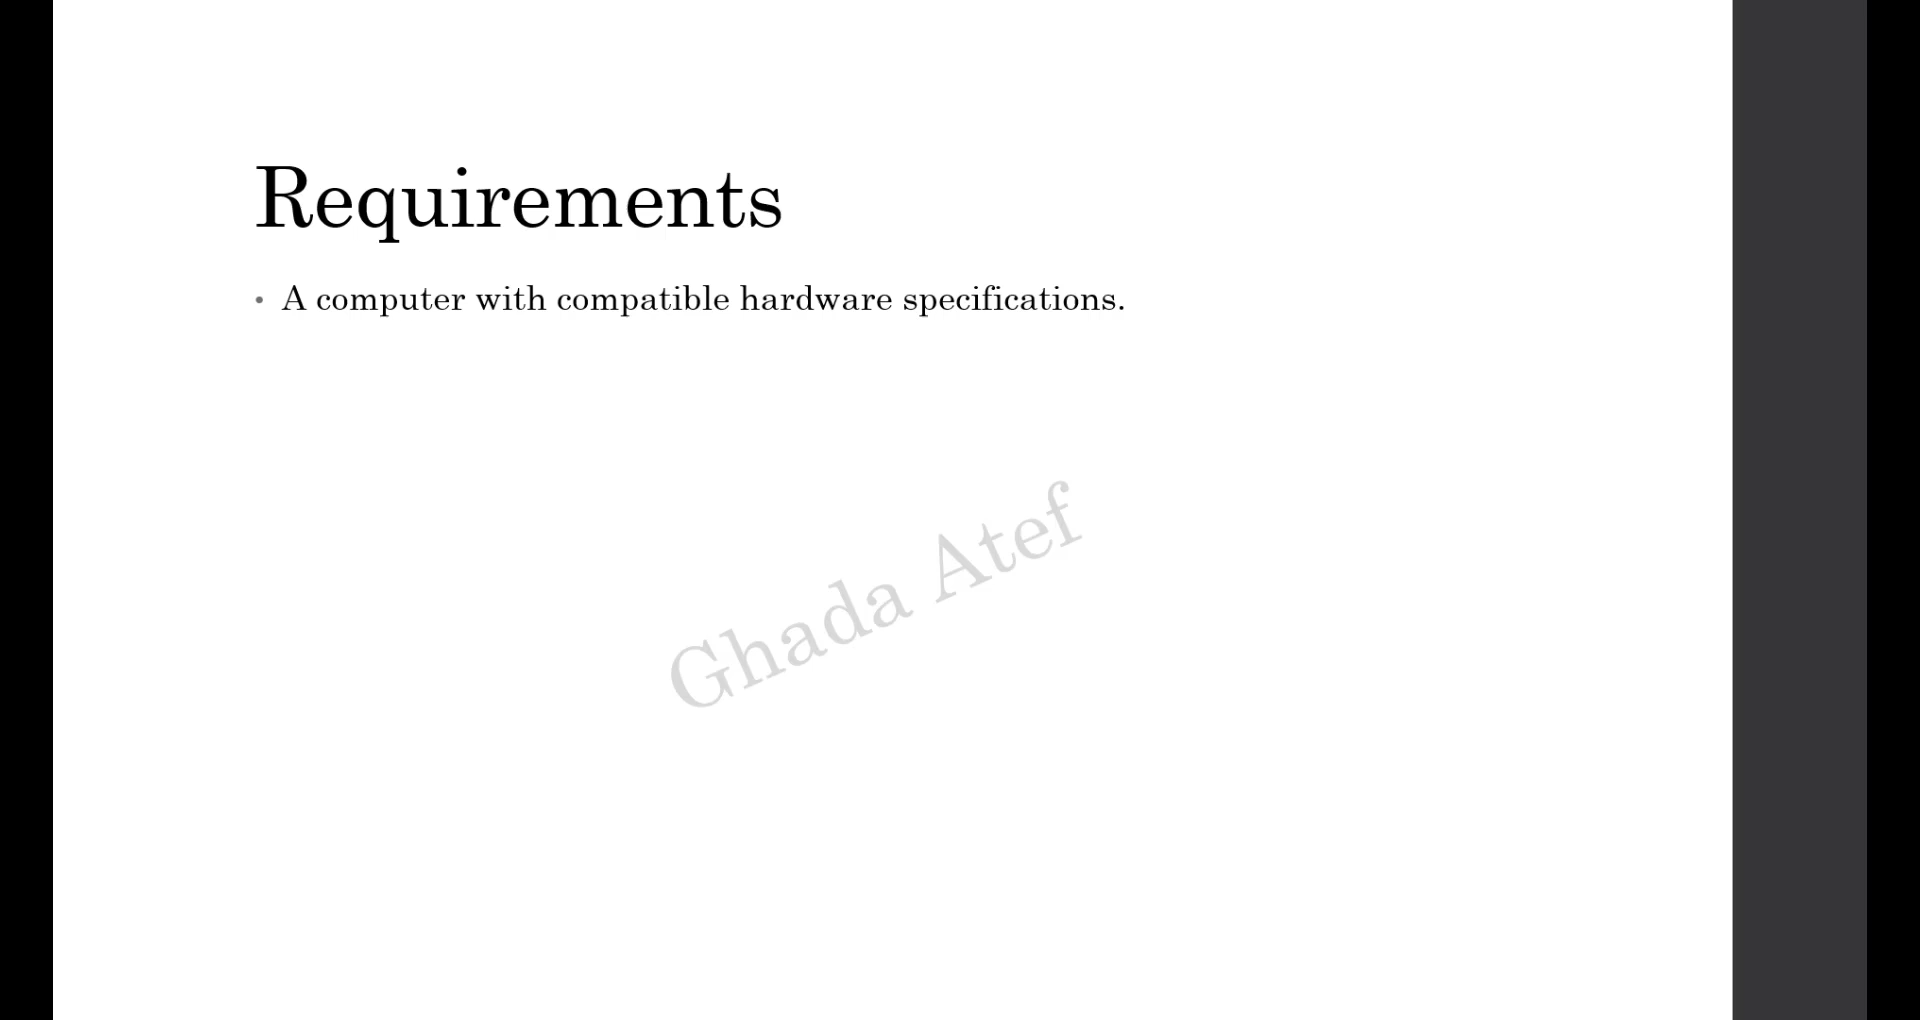 Requirements
• A computer with compatible hardware specifications.
Ghada Atef